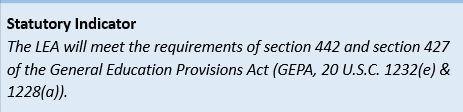 Statutory Indicator
The LEA will meet the requirements of section 442 and section 427
of the General Education Provisions Act (GEPA, 20 U.S.C. 1232(e) &
1228(a)).